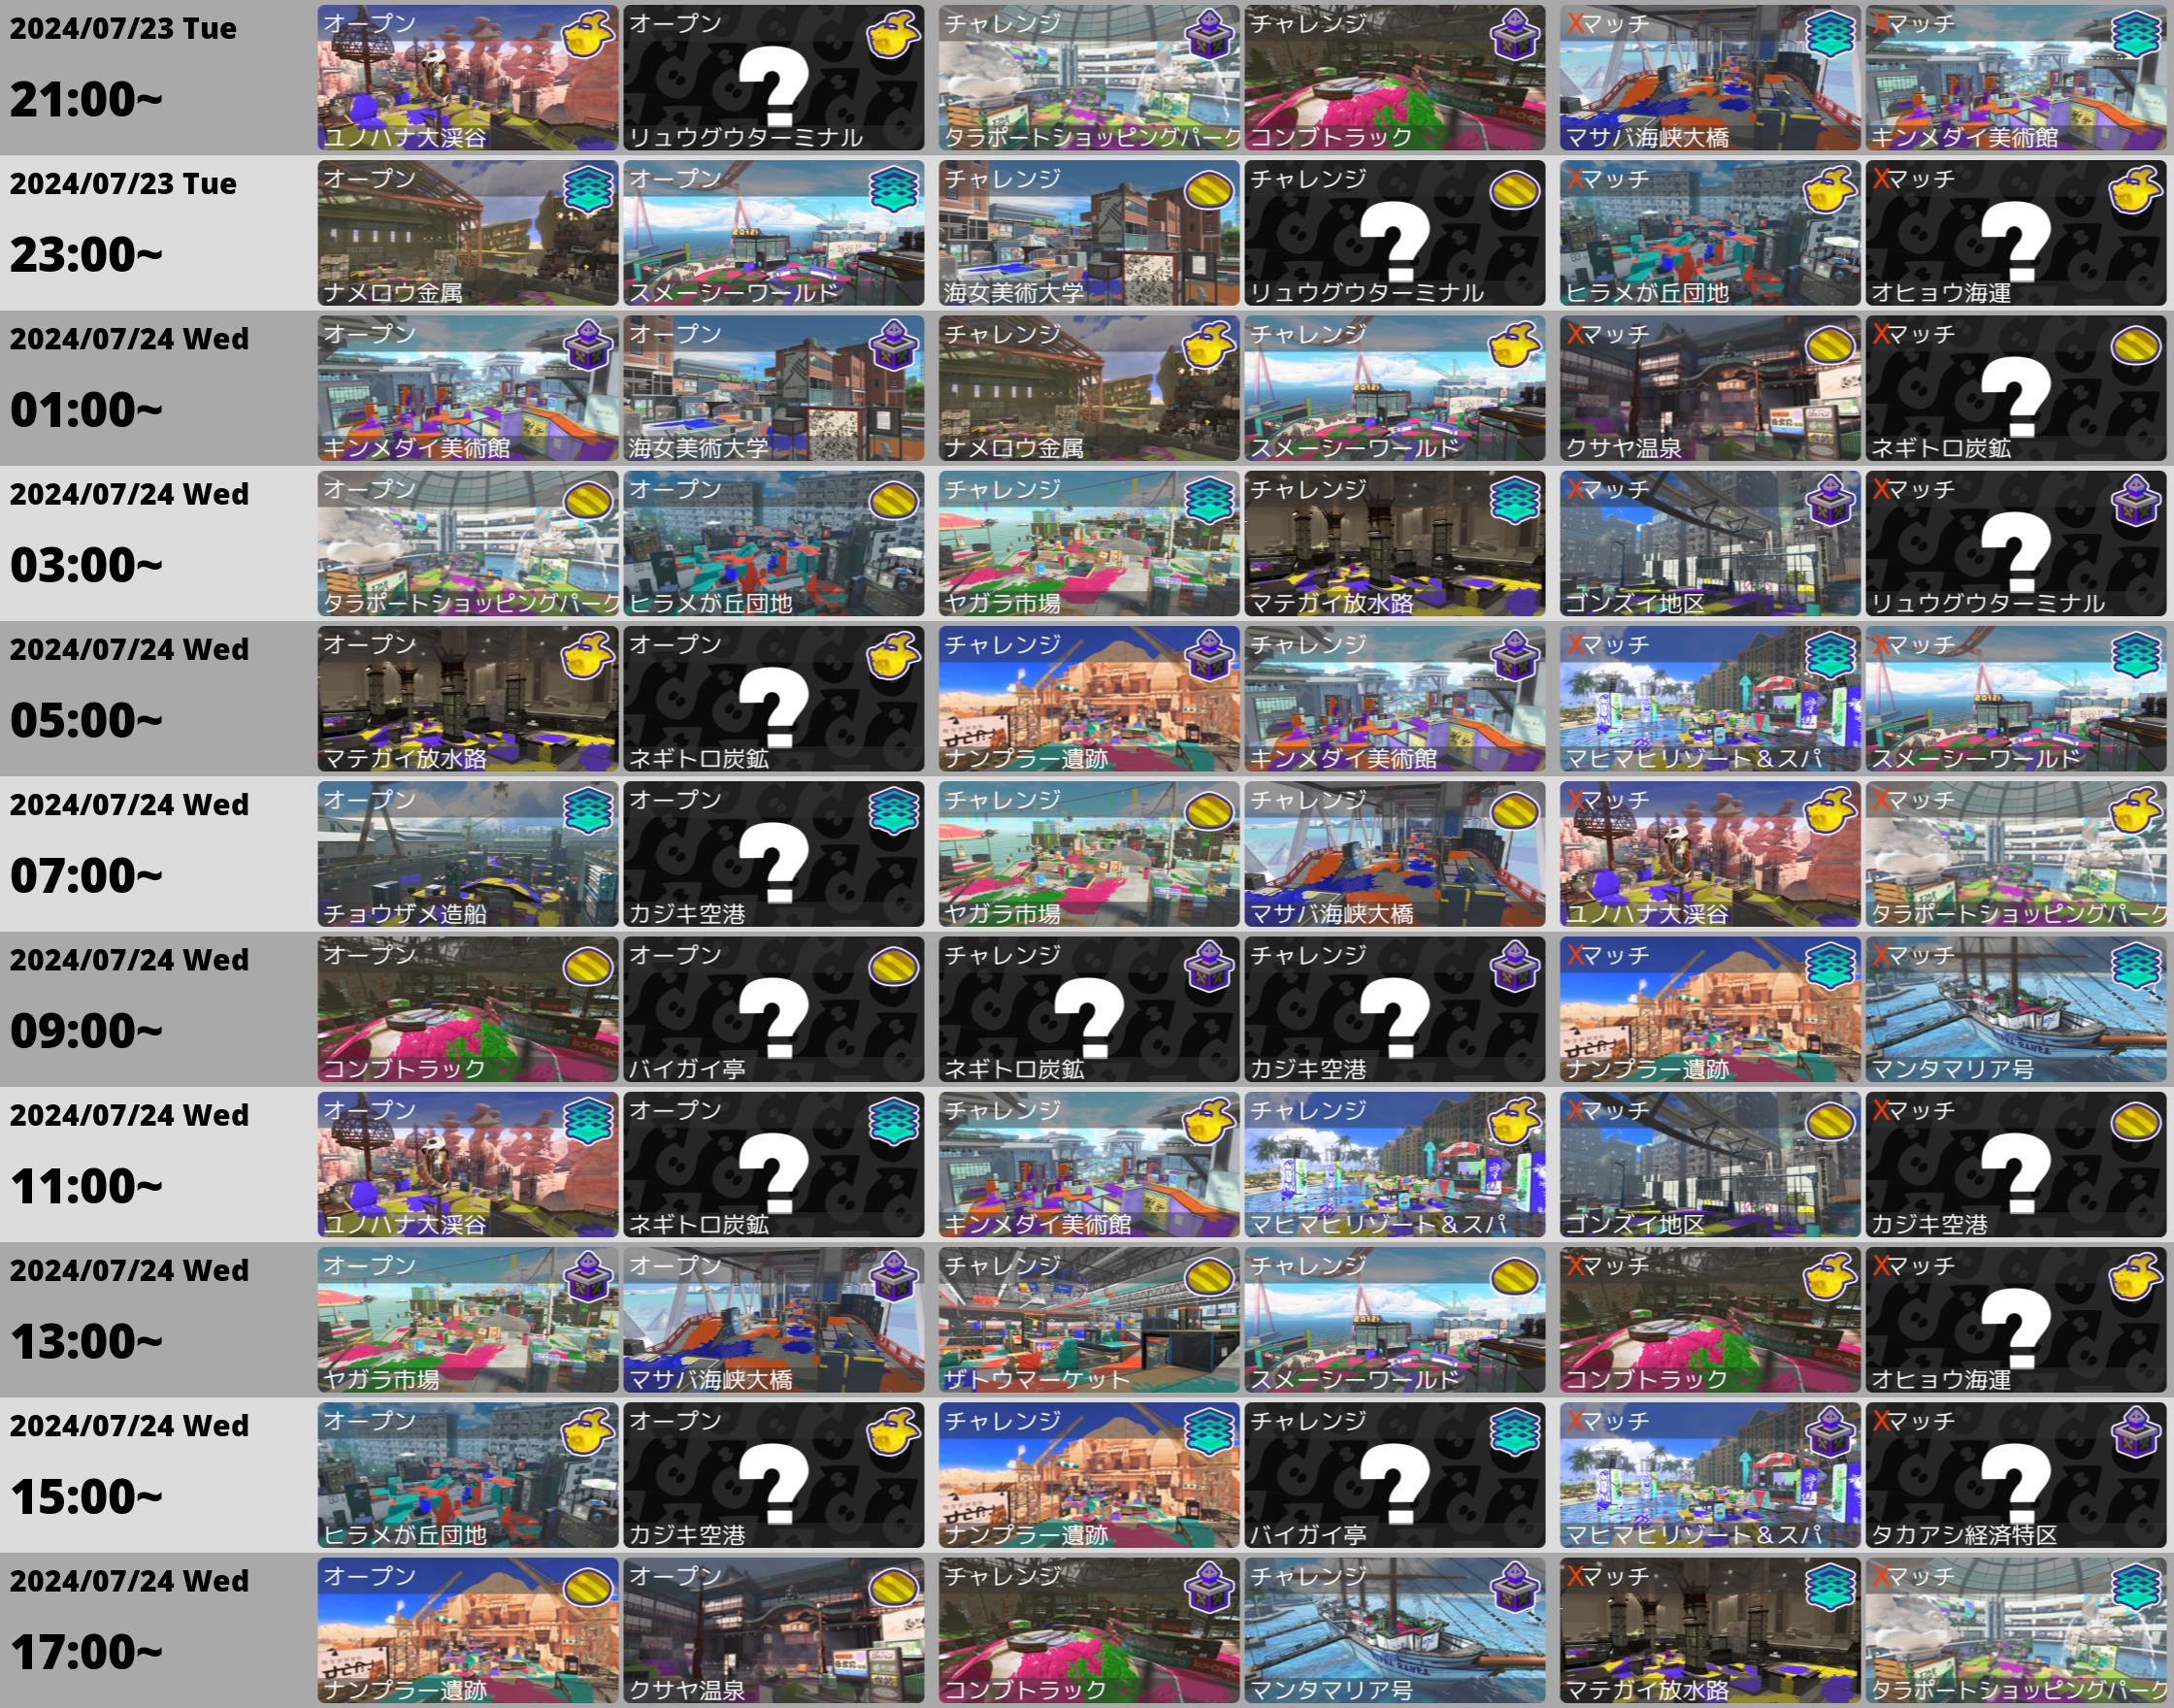 2024/07/23 Tue
21:00~
オープン
ユノハナ大渓谷
オープン
リュウグウターミナル
チャレンジ
タラポートショッピングパーク
チャレンジ
コンブトラック
Xマッチ
マサバ海峡大橋
Xマッチ
キンメダイ美術館
2024/07/23 Tue
23:00~
オープン
ナメロウ金属
オープン
スメーシーワールド
チャレンジ
海女美術大学
チャレンジ
リュウグウターミナル
Xマッチ
ヒラメが丘団地
Xマッチ
オヒョウ海運
2024/07/24 Wed
01:00~
オープン
キンメダイ美術館
オープン
海女美術大学
チャレンジ
ナメロウ金属
チャレンジ
スメーシーワールド
Xマッチ
クサヤ温泉
Xマッチ
ネギトロ炭鉱
2024/07/24 Wed
03:00~
オープン
タラポートショッピングパーク
オープン
ヒラメが丘団地
チャレンジ
ヤガラ市場
チャレンジ
マテガイ放水路
Xマッチ
ゴンズイ地区
Xマッチ
リュウグウターミナル
2024/07/24 Wed
05:00~
オープン
マテガイ放水路
オープン
ネギトロ炭鉱
チャレンジ
ナンプラー遺跡
チャレンジ
キンメダイ美術館
Xマッチ
マヒマヒリゾート＆スパ
Xマッチ
スメーシーワールド
2024/07/24 Wed
07:00~
オープン
チョウザメ造船
オープン
カジキ空港
チャレンジ
ヤガラ市場
チャレンジ
マサバ海峡大橋
Xマッチ
ユノハナ大渓谷
Xマッチ
タラポートショッピングパーク
2024/07/24 Wed
09:00~
オープン
コンブトラック
オープン
バイガイ亭
チャレンジ
ネギトロ炭鉱
チャレンジ
カジキ空港
Xマッチ
ナンプラー遺跡
Xマッチ
マンタマリア号
2024/07/24 Wed
11:00~
オープン
ユノハナ大渓谷
オープン
ネギトロ炭鉱
チャレンジ
キンメダイ美術館
チャレンジ
マヒマヒリゾート＆スパ
Xマッチ
ゴンズイ地区
Xマッチ
カジキ空港
2024/07/24 Wed
13:00~
オープン
ヤガラ市場
オープン
マサバ海峡大橋
チャレンジ
ザトウマーケット
チャレンジ
スメーシーワールド
Xマッチ
コンブトラック
Xマッチ
オヒョウ海運
2024/07/24 Wed
15:00~
オープン
ヒラメが丘団地
オープン
カジキ空港
チャレンジ
ナンプラー遺跡
チャレンジ
バイガイ亭
Xマッチ
マヒマヒリゾート＆スパ
Xマッチ
タカアシ経済特区
2024/07/24 Wed
17:00~
オープン
ナンプラー遺跡
オープン
クサヤ温泉
チャレンジ
コンブトラック
チャレンジ
マンタマリア号
Xマッチ
マテガイ放水路
Xマッチ
タラポートショッピングパーク